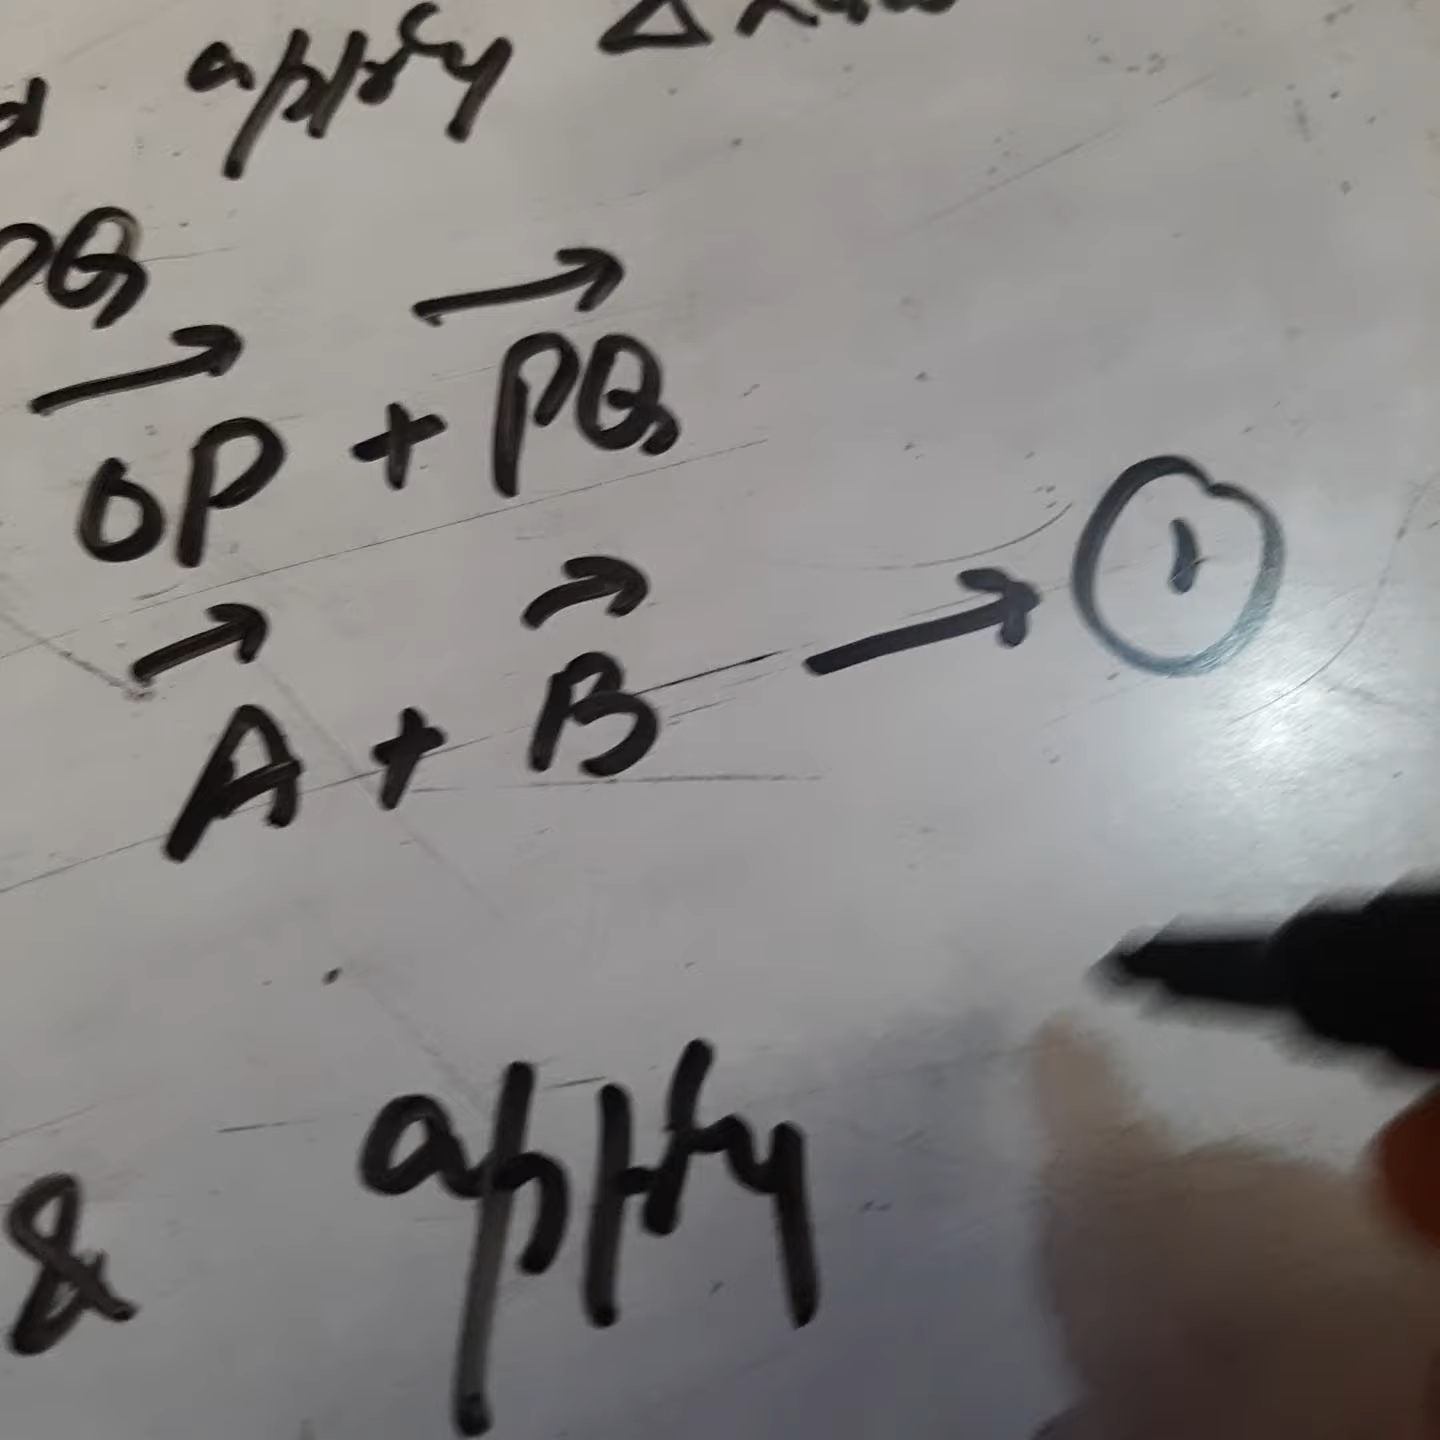 apply Δ
PQ
→ →
OP + PQ
→ →
A + B → ①
& apply